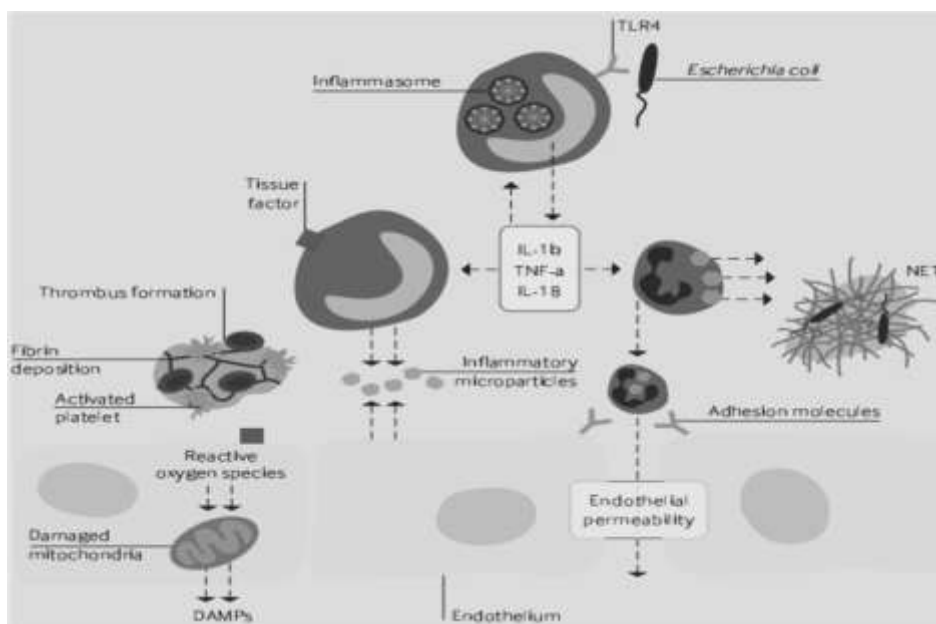 TLR4
Escherichia coli
Inflammasome
Tissue
factor
IL-1b
TNF-a
IL-18
NET
Thrombus formation
Fibrin
deposition
Inflammatory
microparticles
Activated
platelet
Adhesion molecules
Reactive
oxygen species
Endothelial
permeability
Damaged
mitochondria
DAMPs
Endothelium